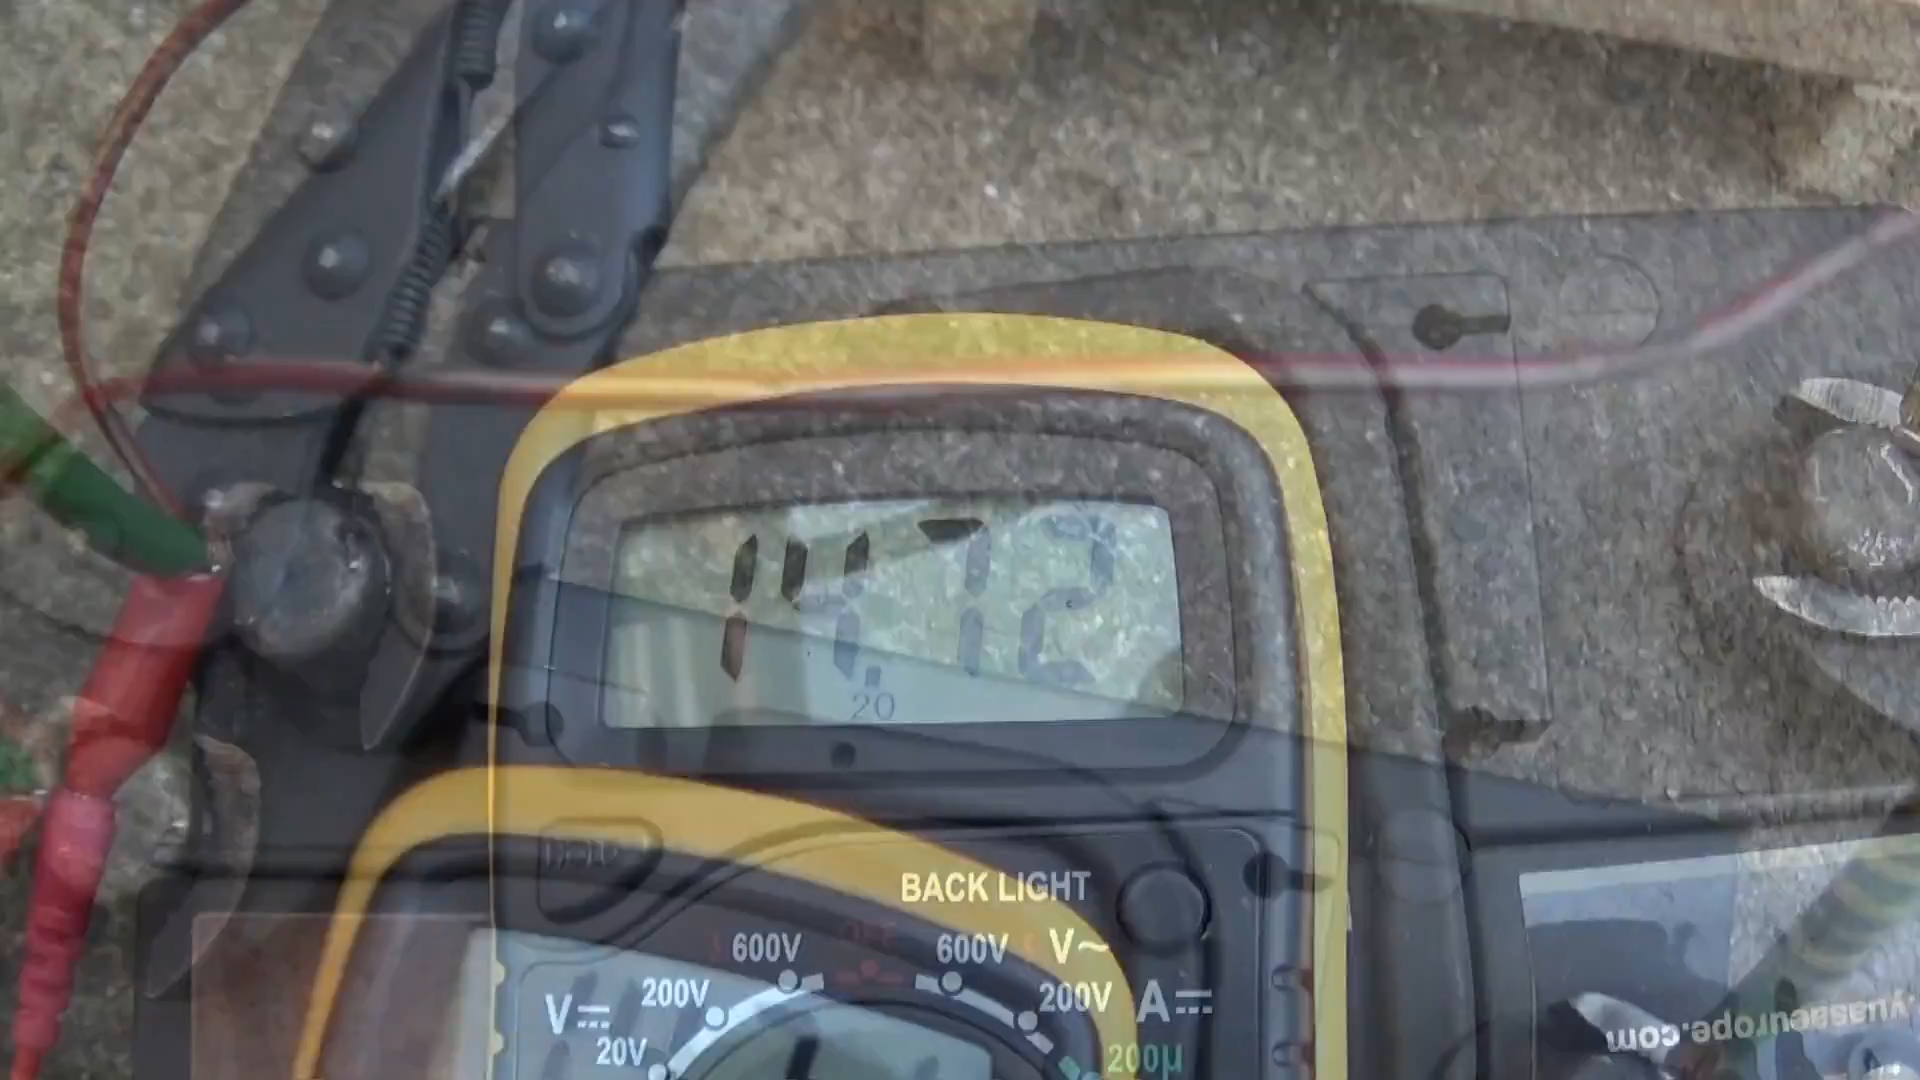 14.72
20
BACK LIGHT
600V
600V
V~
200V
200V
V⎓
A⎓
20V
200µ
yuasaeurope.com